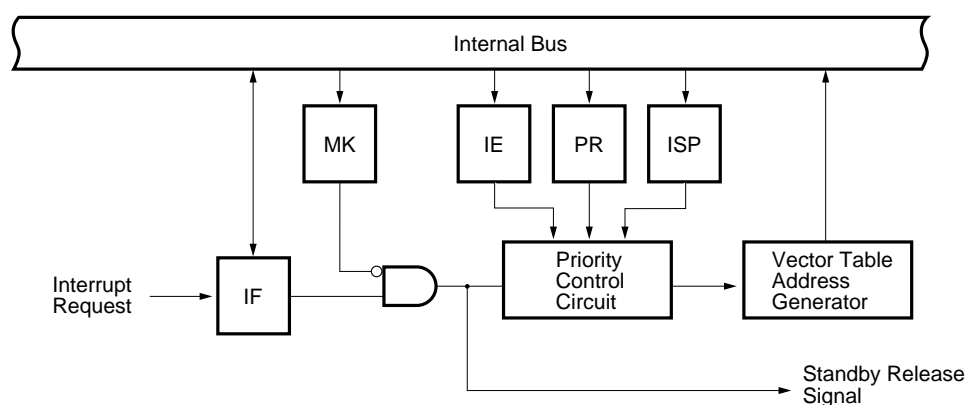 Internal Bus
MK
IE
PR
ISP
Interrupt
Request
IF
Priority
Control
Circuit
Vector Table
Address
Generator
Standby Release
Signal